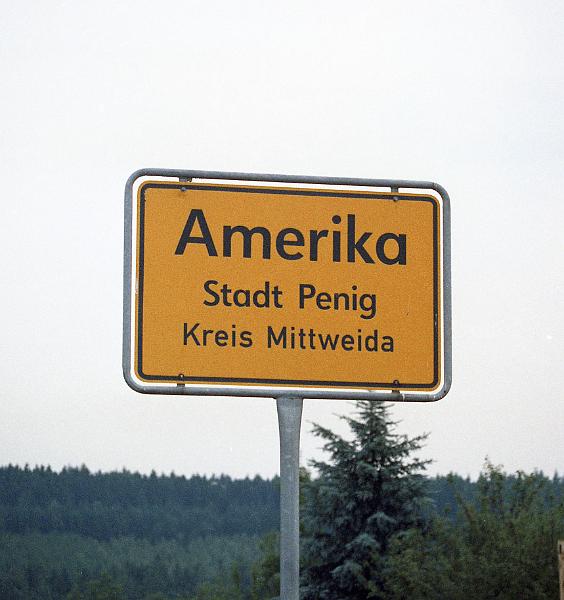 Amerika
Stadt Penig
Kreis Mittweida